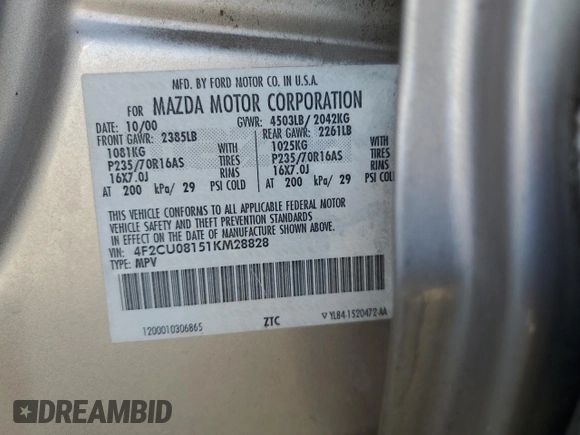 MFD. BY FORD MOTOR CO. IN U.S.A.
FOR MAZDA MOTOR CORPORATION
DATE: 10/00 GVWR: 4503LB/ 2042KG
FRONT GAWR: 2385LB REAR GAWR: 2261LB
1081KG 1025KG
P235/70R16AS TIRES P235/70R16AS TIRES
16X7.0J RIMS 16X7.0J RIMS
AT 200 kPa/ 29 PSI COLD AT 200 kPa/ 29 PSI COLD
THIS VEHICLE CONFORMS TO ALL APPLICABLE FEDERAL MOTOR
VEHICLE SAFETY AND THEFT PREVENTION STANDARDS
IN EFFECT ON THE DATE OF MANUFACTURE SHOWN ABOVE
VIN: 4F2CU08151KM28828
TYPE: MPV
1200010306865 ZTC V YL84 1520472 AA
DREAMBID